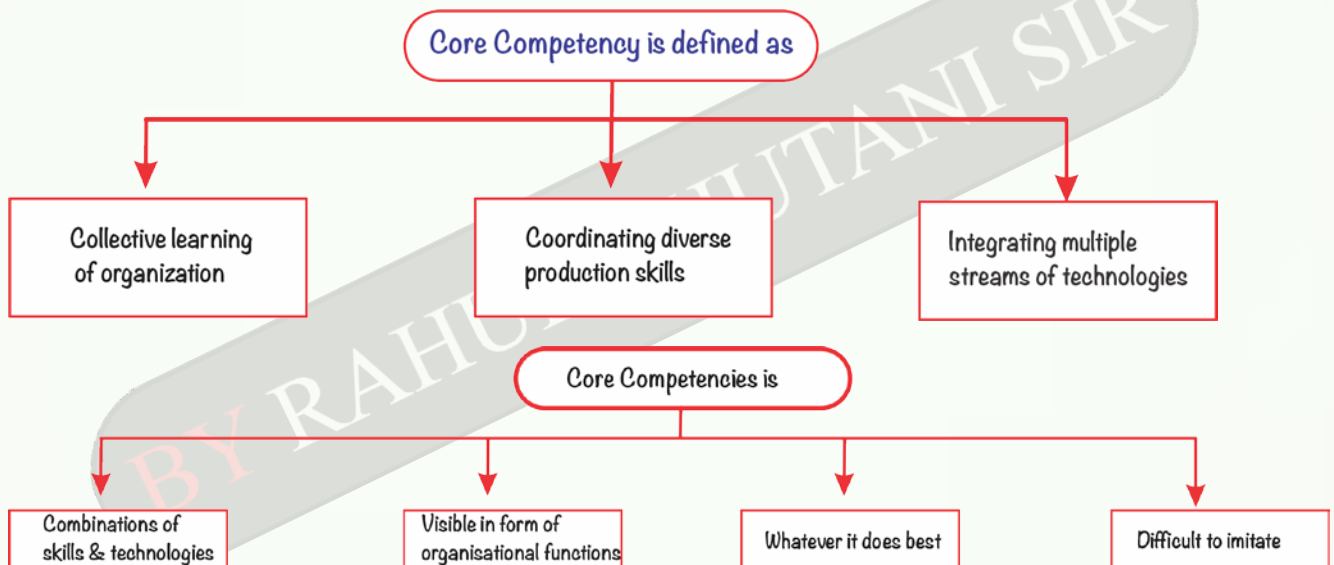 Core Competency is defined as
Collective learning
of organization
Coordinating diverse
production skills
Integrating multiple
streams of technologies
Core Competencies is
Combinations of
skills & technologies
Visible in form of
organisational functions
Whatever it does best
Difficult to imitate
BY RAHUL HUTANI SIR